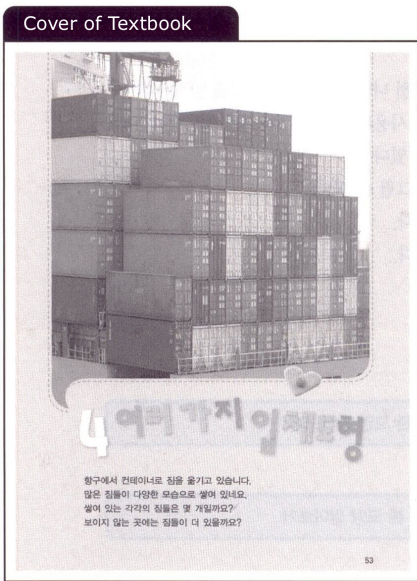 Cover of Textbook
4 여러 가지 입체도형
항구에서 컨테이너로 짐을 옮기고 있습니다.
많은 짐들이 다양한 모습으로 쌓여 있네요.
쌓여 있는 각각의 짐들은 몇 개일까요?
보이지 않는 곳에는 짐들이 더 있을까요?
53